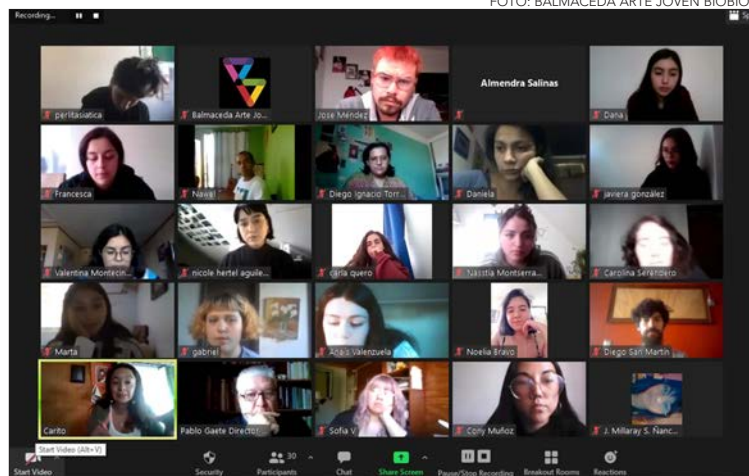 FOTO: BALMACEDA ARTE JOVEN BIOBIO
Recording...
perlitasiatica
Balmaceda Arte Jo...
Jose Méndez
Almendra Salinas
Dana
Francesca
Nawel
Diego Ignacio Torr...
Daniela
javiera gonzález
Valentina Montecin...
nicole hertel aguile...
carla quero
Nasstia Montserra...
Carolina Serendero
Marta
gabriel
Anais Valenzuela
Noelia Bravo
Diego San Martín
Carito
Pablo Gaete Director
Sofia V
Cony Muñoz
J. Millaray S. Ñanc...
Start Video (Alt+V)
Start Video
Security
Participants
30
Chat
Share Screen
Pause/Stop Recording
Breakout Rooms
Reactions